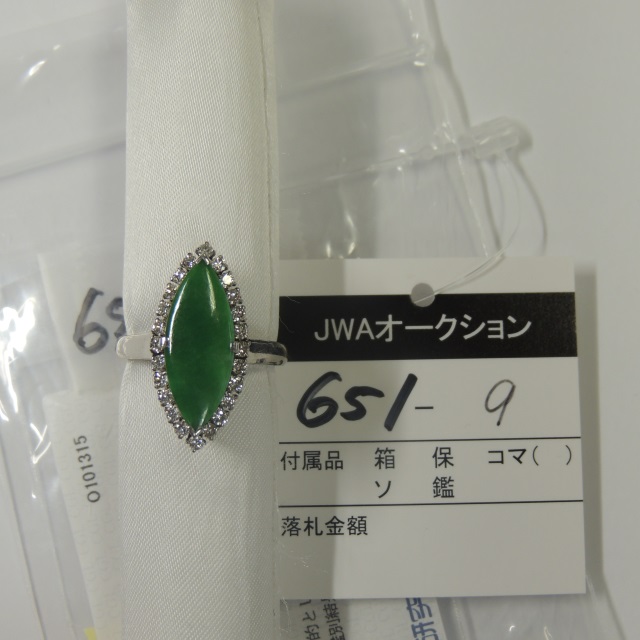 JWAオークション
651-9
付属品 箱 保 コマ( )
ソ 鑑
落札金額
O101315